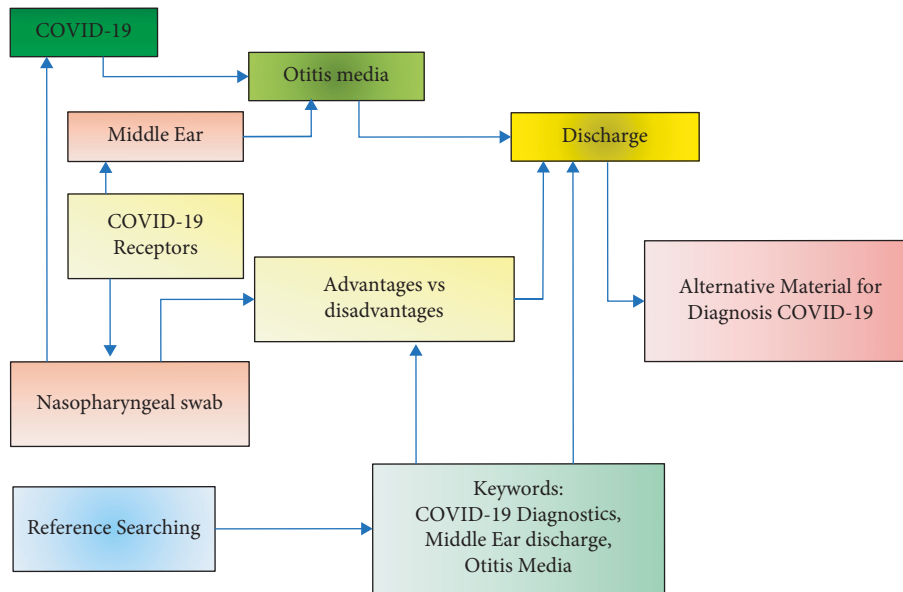 COVID-19
Otitis media
Middle Ear
Discharge
COVID-19
Receptors
Advantages vs
disadvantages
Alternative Material for
Diagnosis COVID-19
Nasopharyngeal swab
Reference Searching
Keywords:
COVID-19 Diagnostics,
Middle Ear discharge,
Otitis Media